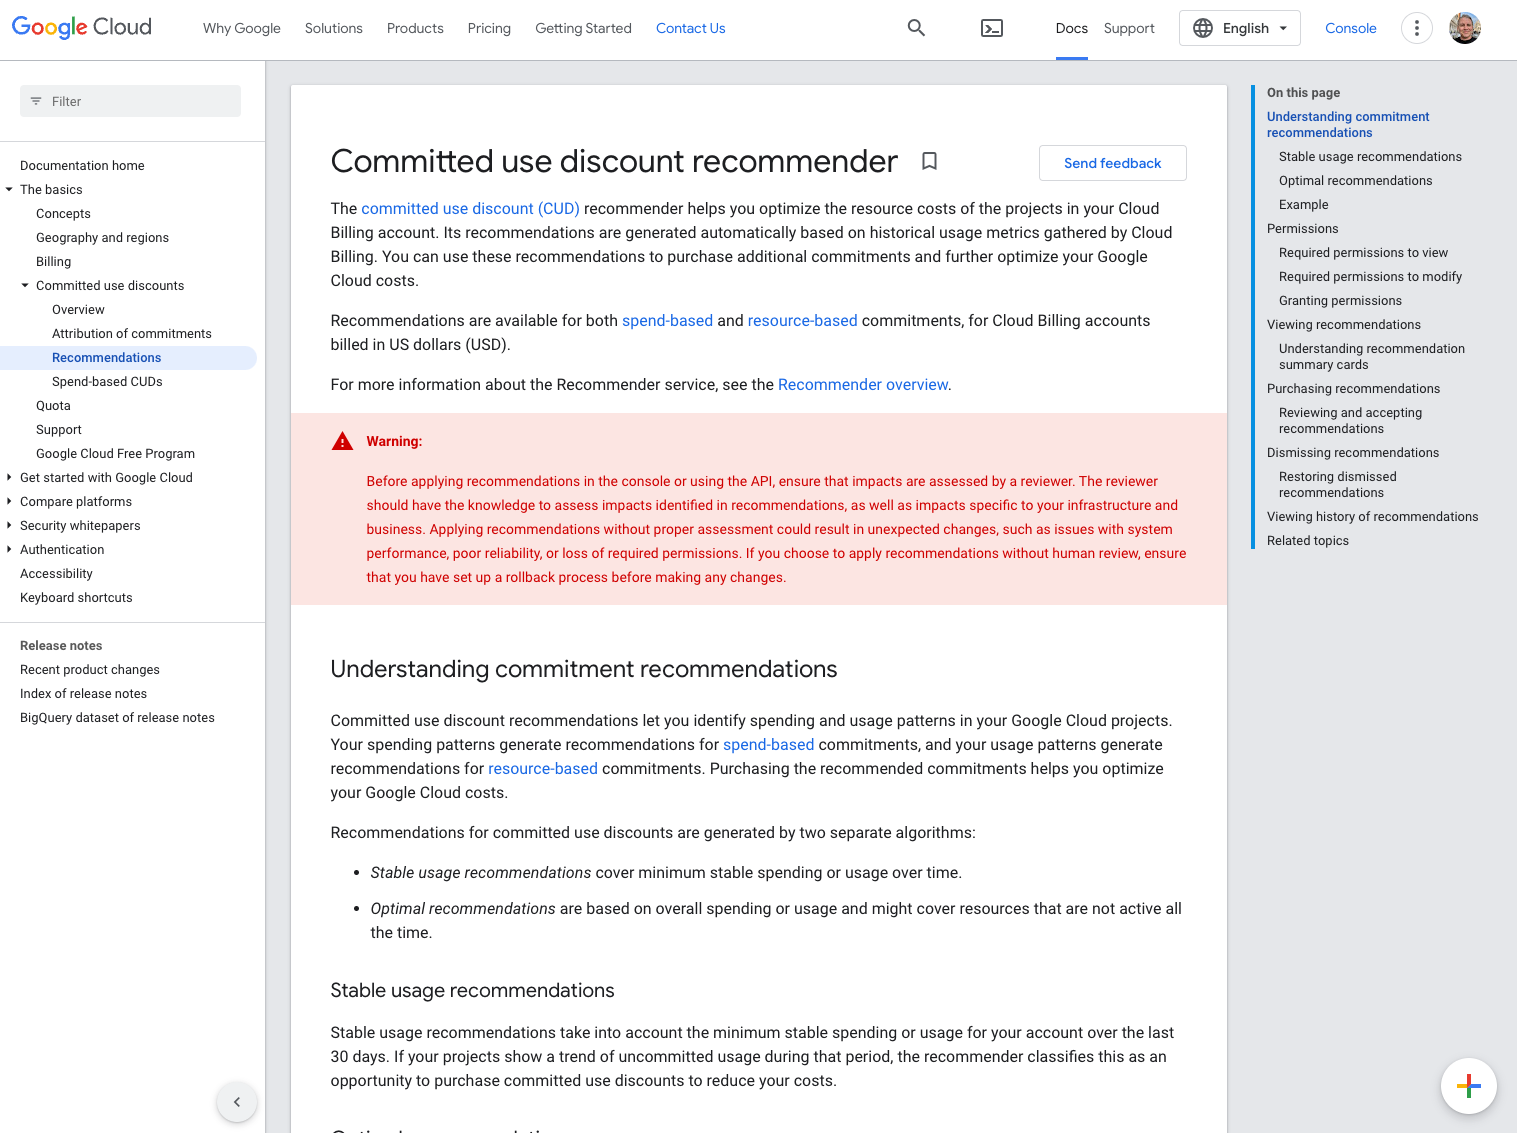 Google Cloud
Why Google
Solutions
Products
Pricing
Getting Started
Contact Us
Docs
Support
English
Console
Filter
Documentation home
The basics
Concepts
Geography and regions
Billing
Committed use discounts
Overview
Attribution of commitments
Recommendations
Spend-based CUDs
Quota
Support
Google Cloud Free Program
Get started with Google Cloud
Compare platforms
Security whitepapers
Authentication
Accessibility
Keyboard shortcuts
Release notes
Recent product changes
Index of release notes
BigQuery dataset of release notes
Committed use discount recommender
Send feedback
The committed use discount (CUD) recommender helps you optimize the resource costs of the projects in your Cloud
Billing account. Its recommendations are generated automatically based on historical usage metrics gathered by Cloud
Billing. You can use these recommendations to purchase additional commitments and further optimize your Google
Cloud costs.
Recommendations are available for both spend-based and resource-based commitments, for Cloud Billing accounts
billed in US dollars (USD).
For more information about the Recommender service, see the Recommender overview.
Warning:
Before applying recommendations in the console or using the API, ensure that impacts are assessed by a reviewer. The reviewer
should have the knowledge to assess impacts identified in recommendations, as well as impacts specific to your infrastructure and
business. Applying recommendations without proper assessment could result in unexpected changes, such as issues with system
performance, poor reliability, or loss of required permissions. If you choose to apply recommendations without human review, ensure
that you have set up a rollback process before making any changes.
Understanding commitment recommendations
Committed use discount recommendations let you identify spending and usage patterns in your Google Cloud projects.
Your spending patterns generate recommendations for spend-based commitments, and your usage patterns generate
recommendations for resource-based commitments. Purchasing the recommended commitments helps you optimize
your Google Cloud costs.
Recommendations for committed use discounts are generated by two separate algorithms:
• Stable usage recommendations cover minimum stable spending or usage over time.
• Optimal recommendations are based on overall spending or usage and might cover resources that are not active all
the time.
Stable usage recommendations
Stable usage recommendations take into account the minimum stable spending or usage for your account over the last
30 days. If your projects show a trend of uncommitted usage during that period, the recommender classifies this as an
opportunity to purchase committed use discounts to reduce your costs.
On this page
Understanding commitment
recommendations
Stable usage recommendations
Optimal recommendations
Example
Permissions
Required permissions to view
Required permissions to modify
Granting permissions
Viewing recommendations
Understanding recommendation
summary cards
Purchasing recommendations
Reviewing and accepting
recommendations
Dismissing recommendations
Restoring dismissed
recommendations
Viewing history of recommendations
Related topics